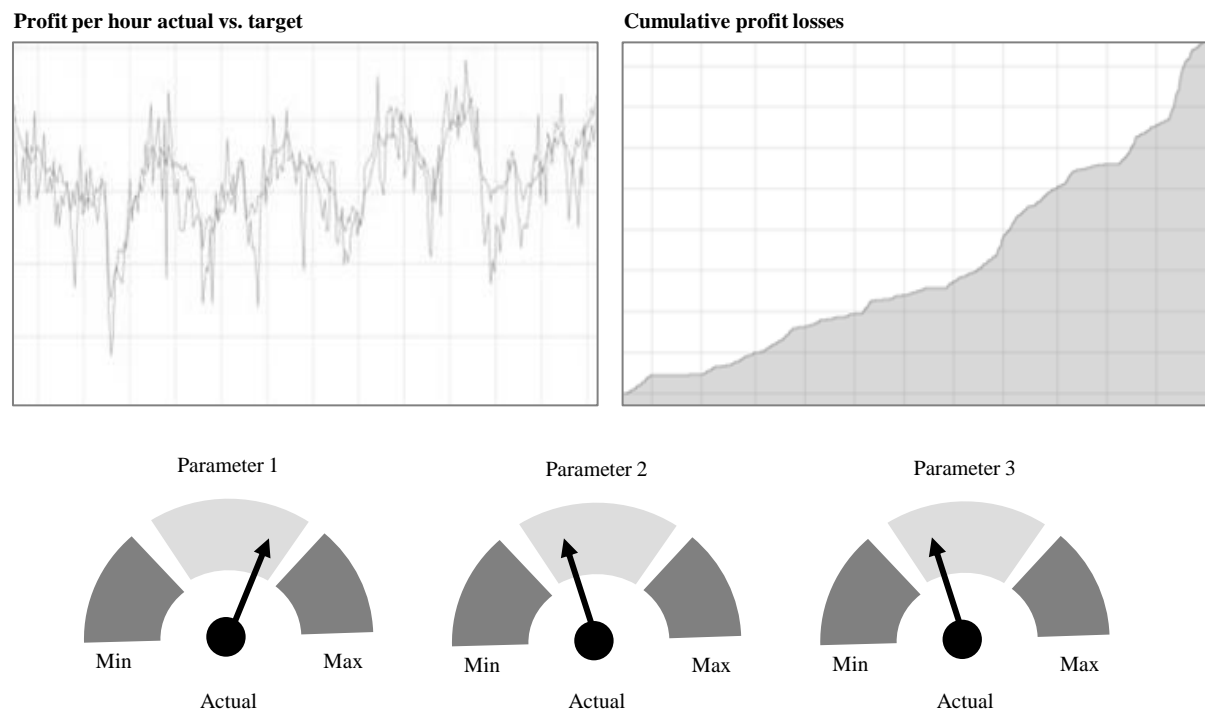 Profit per hour actual vs. target
Cumulative profit losses
Parameter 1
Parameter 2
Parameter 3
Min
Max
Min
Max
Min
Max
Actual
Actual
Actual